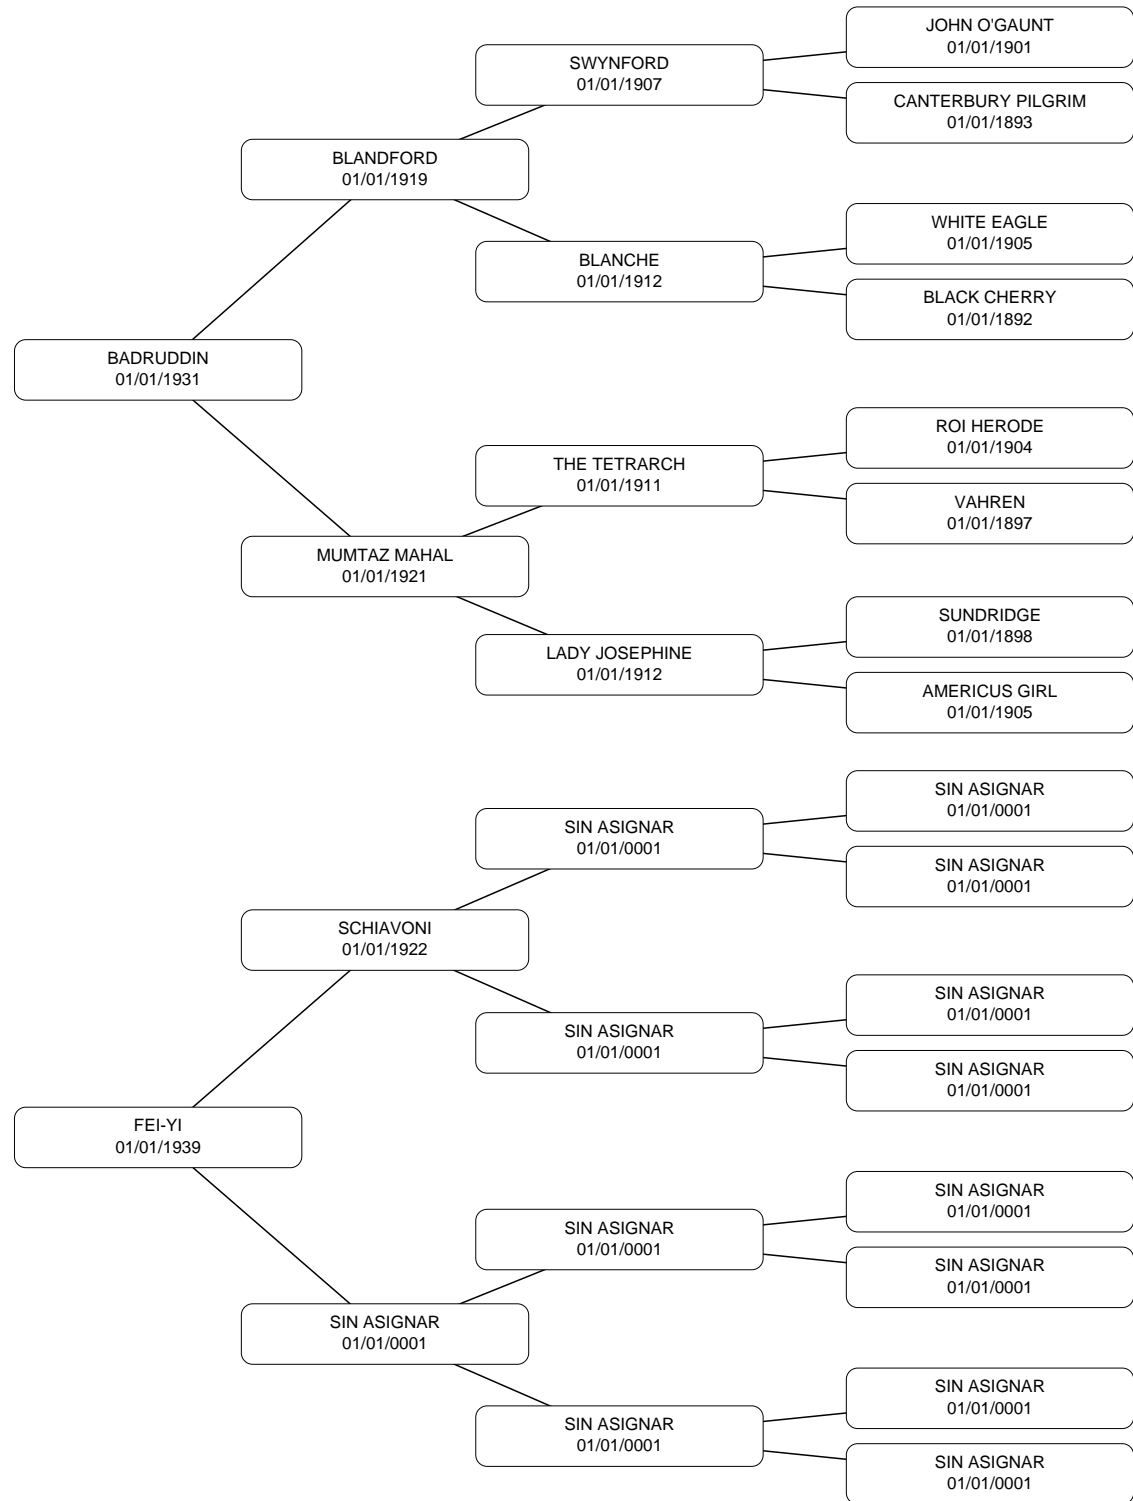 JOHN O'GAUNT
01/01/1901
SWYNFORD
01/01/1907
CANTERBURY PILGRIM
01/01/1893
BLANDFORD
01/01/1919
WHITE EAGLE
01/01/1905
BLANCHE
01/01/1912
BLACK CHERRY
01/01/1892
BADRUDDIN
01/01/1931
ROI HERODE
01/01/1904
THE TETRARCH
01/01/1911
VAHREN
01/01/1897
MUMTAZ MAHAL
01/01/1921
SUNDRIDGE
01/01/1898
LADY JOSEPHINE
01/01/1912
AMERICUS GIRL
01/01/1905
SIN ASIGNAR
01/01/0001
SIN ASIGNAR
01/01/0001
SIN ASIGNAR
01/01/0001
SCHIAVONI
01/01/1922
SIN ASIGNAR
01/01/0001
SIN ASIGNAR
01/01/0001
SIN ASIGNAR
01/01/0001
FEI-YI
01/01/1939
SIN ASIGNAR
01/01/0001
SIN ASIGNAR
01/01/0001
SIN ASIGNAR
01/01/0001
SIN ASIGNAR
01/01/0001
SIN ASIGNAR
01/01/0001
SIN ASIGNAR
01/01/0001
SIN ASIGNAR
01/01/0001